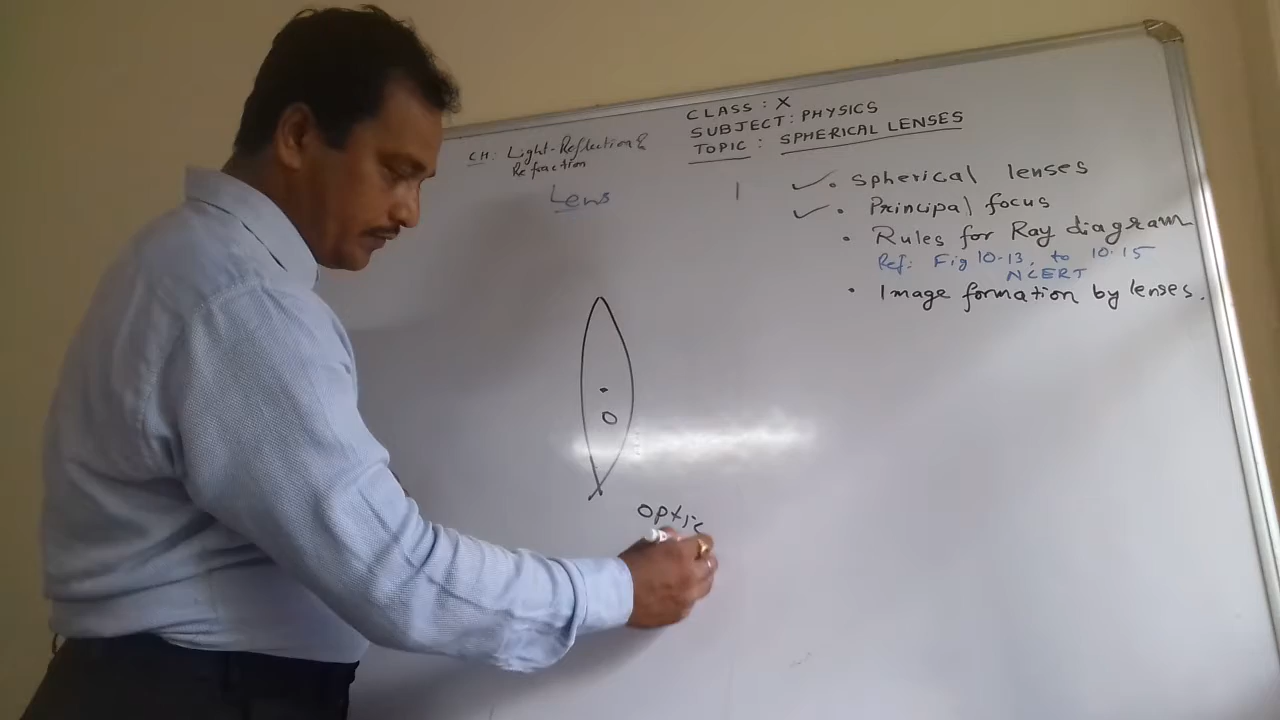 CLASS: X
SUBJECT: PHYSICS
TOPIC: SPHERICAL LENSES
CH: Light-Reflection &
Refraction
Lens
• Spherical lenses
• Principal focus
• Rules for Ray diagram
Ref: Fig 10.13, to 10.15
NCERT
• Image formation by lenses.
O
Optic